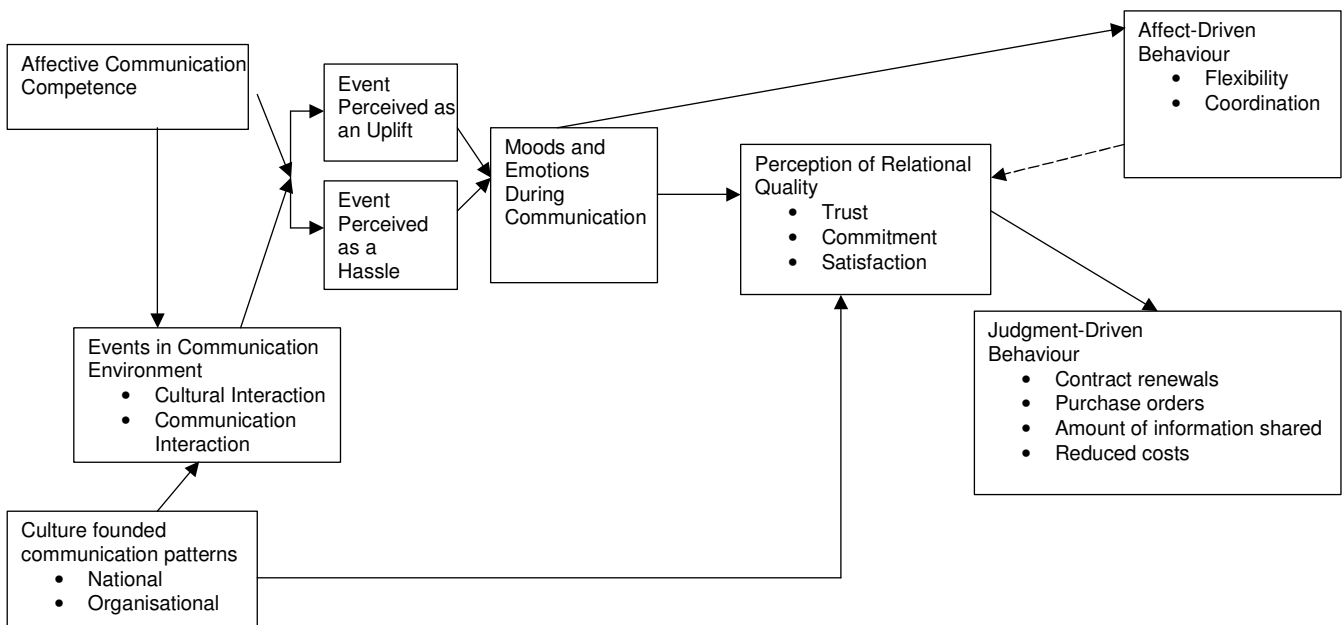 Affective Communication
Competence
Event
Perceived as
an Uplift
Event
Perceived
as a
Hassle
Moods and
Emotions
During
Communication
Perception of Relational
Quality
• Trust
• Commitment
• Satisfaction
Affect-Driven
Behaviour
• Flexibility
• Coordination
Events in Communication
Environment
• Cultural Interaction
• Communication
Interaction
Judgment-Driven
Behaviour
• Contract renewals
• Purchase orders
• Amount of information shared
• Reduced costs
Culture founded
communication patterns
• National
• Organisational